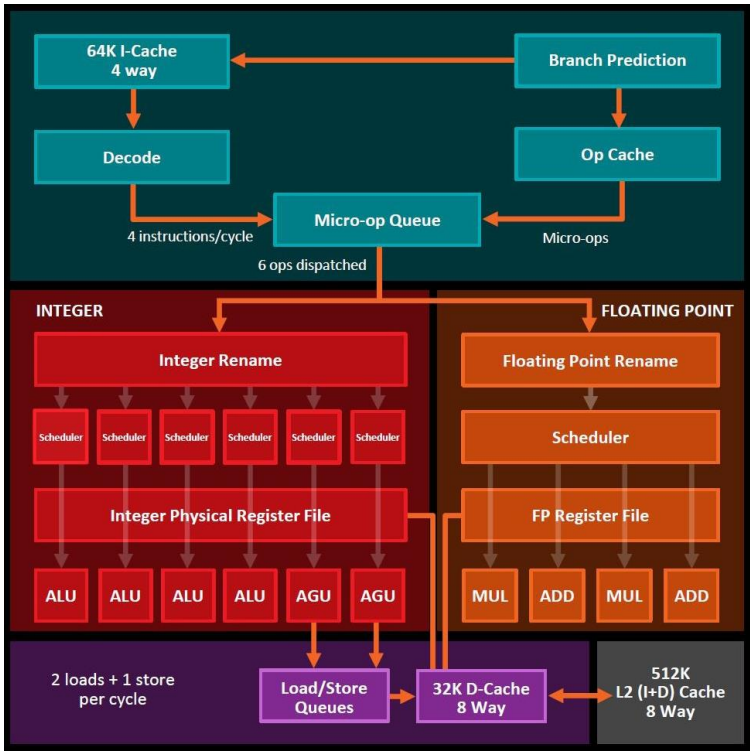 64K I-Cache
4 way
Branch Prediction
Decode
Op Cache
Micro-op Queue
4 instructions/cycle
Micro-ops
6 ops dispatched
INTEGER
FLOATING POINT
Integer Rename
Floating Point Rename
Scheduler Scheduler Scheduler Scheduler Scheduler Scheduler
Scheduler
Integer Physical Register File
FP Register File
ALU ALU ALU ALU AGU AGU
MUL ADD MUL ADD
2 loads + 1 store
per cycle
Load/Store
Queues
32K D-Cache
8 Way
512K
L2 (I+D) Cache
8 Way